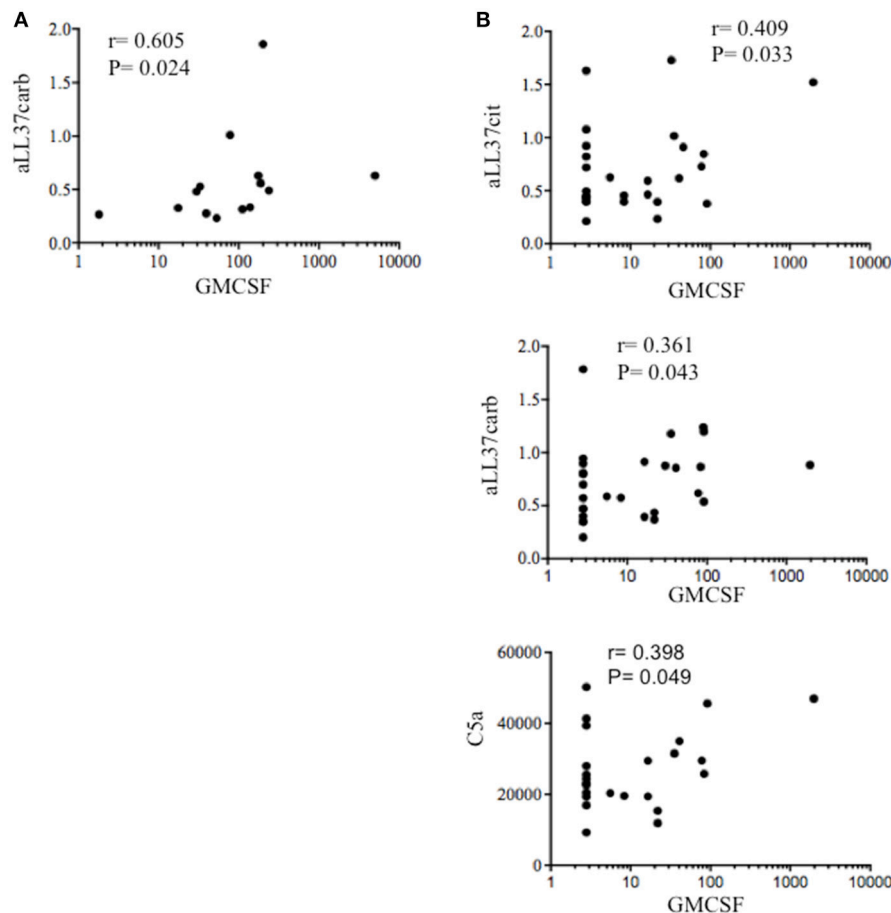 A
r= 0.605
P= 0.024
aLL37carb
2.0
1.5
1.0
0.5
0.0
1 10 100 1000 10000
GMCSF
B
r= 0.409
P= 0.033
aLL37cit
2.0
1.5
1.0
0.5
0.0
1 10 100 1000 10000
GMCSF
r= 0.361
P= 0.043
aLL37carb
2.0
1.5
1.0
0.5
0.0
1 10 100 1000 10000
GMCSF
r= 0.398
P= 0.049
C5a
60000
40000
20000
0
1 10 100 1000 10000
GMCSF